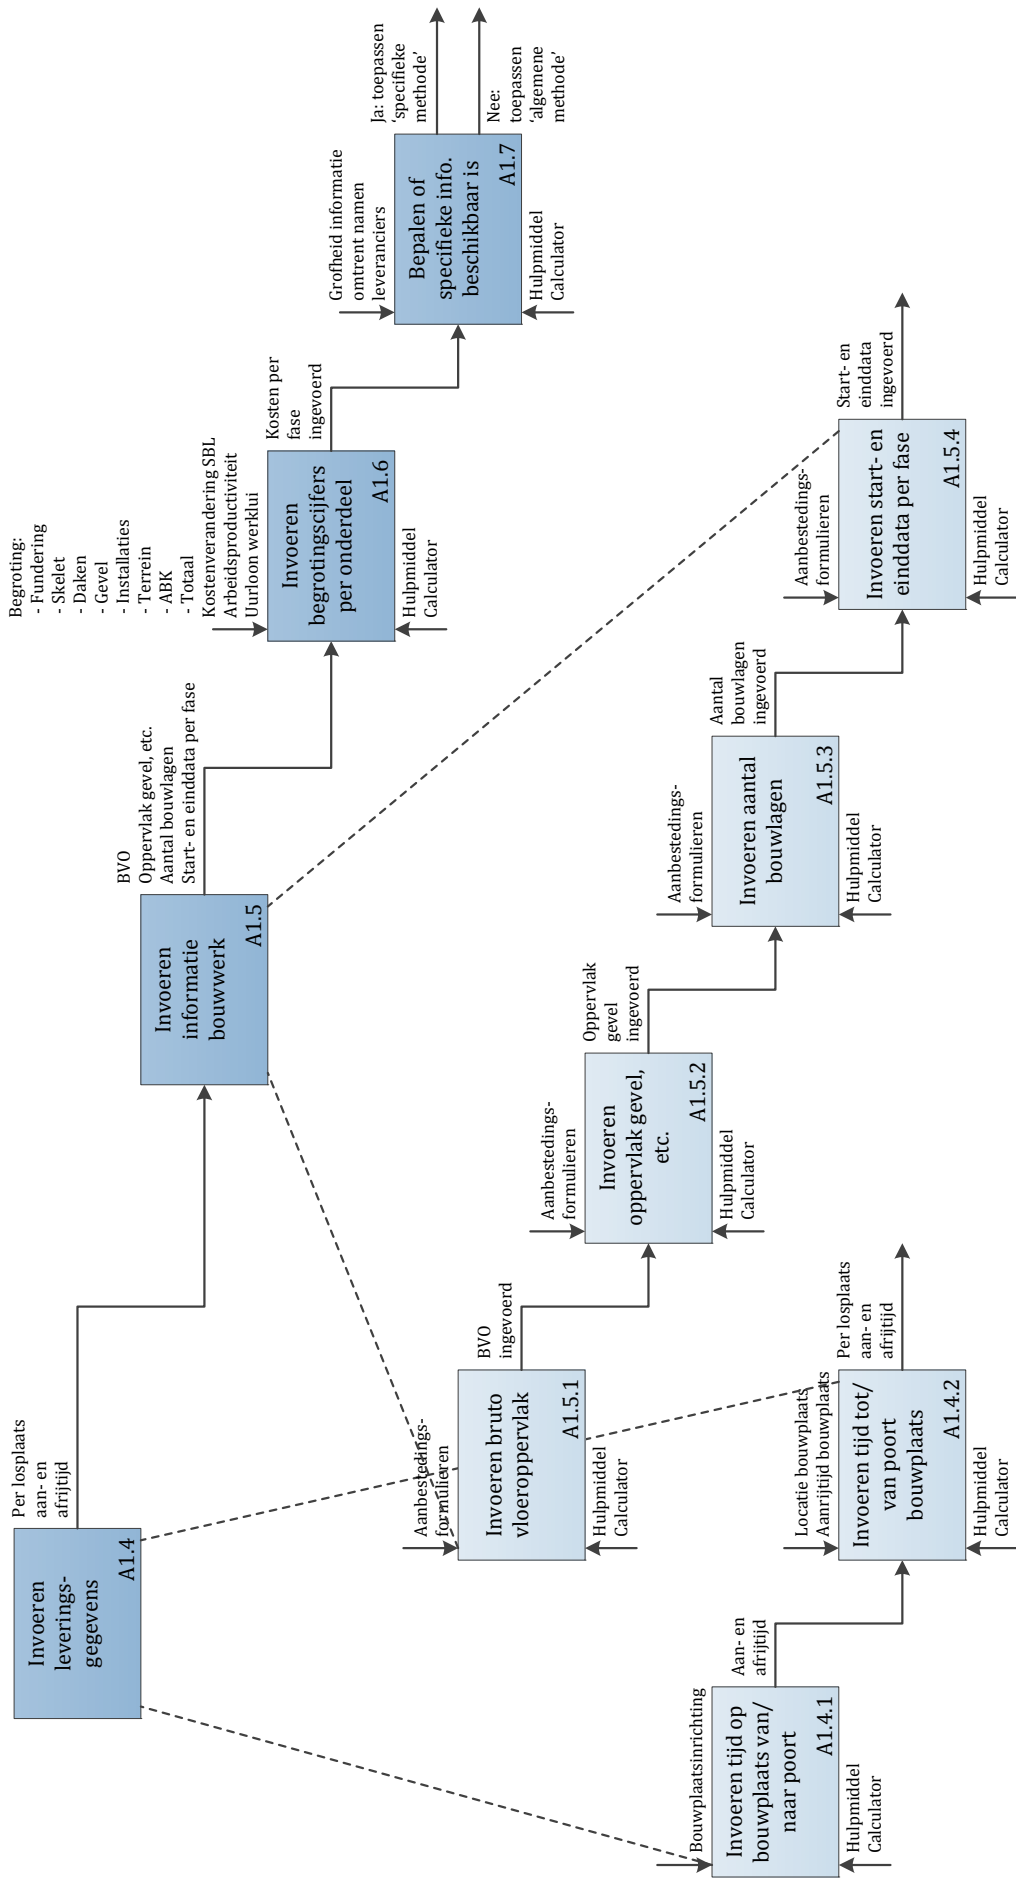 Invoeren
leverings-
gegevens
A1.4
Per losplaats
aan- en
afrijtijd
Invoeren
informatie
bouwwerk
A1.5
BVO
Oppervlak gevel, etc.
Aantal bouwlagen
Start- en einddata per fase
Begroting:
- Fundering
- Skelet
- Daken
- Gevel
- Installaties
- Terrein
- ABK
- Totaal
Kostenverandering SBL
Arbeidsproductiviteit
Uurloon werklui
Invoeren
begrotingscijfers
per onderdeel
A1.6
Hulpmiddel
Calculator
Kosten per
fase
ingevoerd
Grofheid informatie
omtrent namen
leveranciers
Bepalen of
specifieke info.
beschikbaar is
A1.7
Hulpmiddel
Calculator
Ja: toepassen
‘specifieke
methode’
Nee:
toepassen
‘algemene
methode’
Aanbestedings-
formulieren
Invoeren bruto
vloeroppervlak
A1.5.1
Hulpmiddel
Calculator
BVO
ingevoerd
Aanbestedings-
formulieren
Invoeren
oppervlak gevel,
etc.
A1.5.2
Hulpmiddel
Calculator
Oppervlak
gevel
ingevoerd
Aanbestedings-
formulieren
Invoeren aantal
bouwlagen
A1.5.3
Hulpmiddel
Calculator
Aantal
bouwlagen
ingevoerd
Aanbestedings-
formulieren
Invoeren start- en
einddata per fase
A1.5.4
Hulpmiddel
Calculator
Start- en
einddata
ingevoerd
Bouwplaatsinrichting
Invoeren tijd op
bouwplaats van/
naar poort
A1.4.1
Hulpmiddel
Calculator
Aan- en
afrijtijd
Locatie bouwplaats
Aanrijtijd bouwplaats
Invoeren tijd tot/
van poort
bouwplaats
A1.4.2
Hulpmiddel
Calculator
Per losplaats
aan- en
afrijtijd